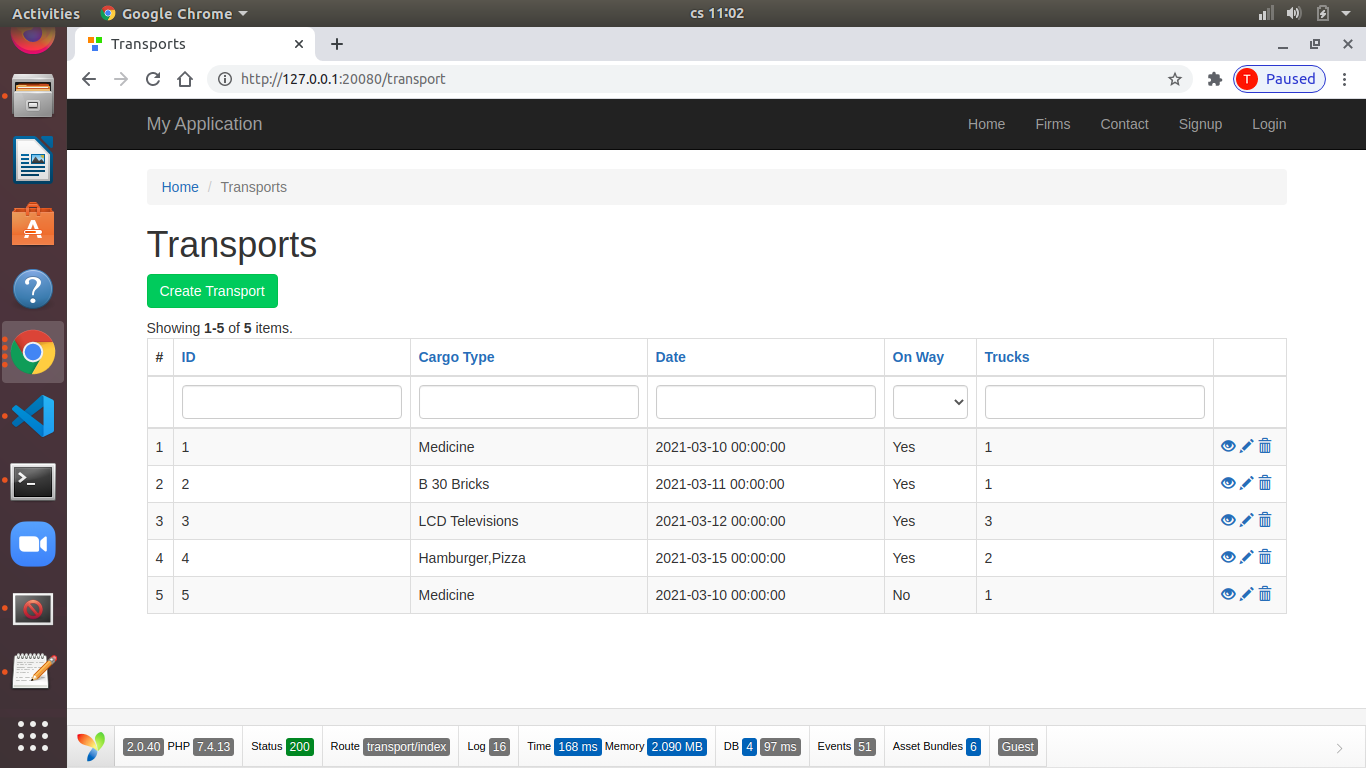 Activities Google Chrome cs 11:02
Transports
http://127.0.0.1:20080/transport T Paused
My Application Home Firms Contact Signup Login
Home / Transports
Transports
Create Transport
Showing 1-5 of 5 items.
# ID Cargo Type Date On Way Trucks
1 1 Medicine 2021-03-10 00:00:00 Yes 1
2 2 B 30 Bricks 2021-03-11 00:00:00 Yes 1
3 3 LCD Televisions 2021-03-12 00:00:00 Yes 3
4 4 Hamburger,Pizza 2021-03-15 00:00:00 Yes 2
5 5 Medicine 2021-03-10 00:00:00 No 1
2.0.40 PHP 7.4.13 Status 200 Route transport/index Log 16 Time 168 ms Memory 2.090 MB DB 4 97 ms Events 51 Asset Bundles 6 Guest